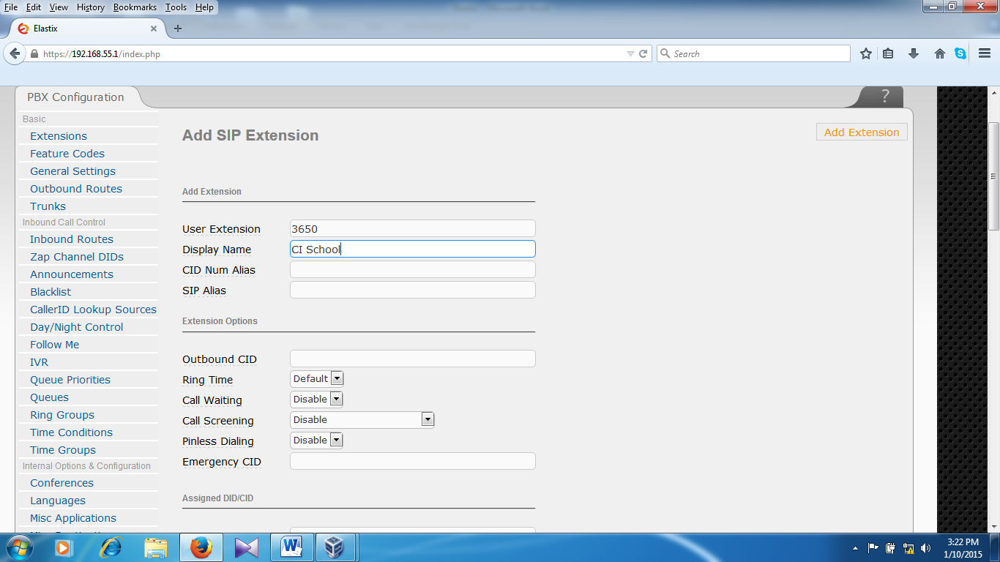 File Edit View History Bookmarks Tools Help
Elastix
https://192.168.55.1/index.php
Search
PBX Configuration
?
Basic
Extensions
Feature Codes
General Settings
Outbound Routes
Trunks
Inbound Call Control
Inbound Routes
Zap Channel DIDs
Announcements
Blacklist
CallerID Lookup Sources
Day/Night Control
Follow Me
IVR
Queue Priorities
Queues
Ring Groups
Time Conditions
Time Groups
Internal Options & Configuration
Conferences
Languages
Misc Applications
Add SIP Extension
Add Extension
Add Extension
User Extension 3650
Display Name CI School
CID Num Alias
SIP Alias
Extension Options
Outbound CID
Ring Time Default
Call Waiting Disable
Call Screening Disable
Pinless Dialing Disable
Emergency CID
Assigned DID/CID
3:22 PM
1/10/2015